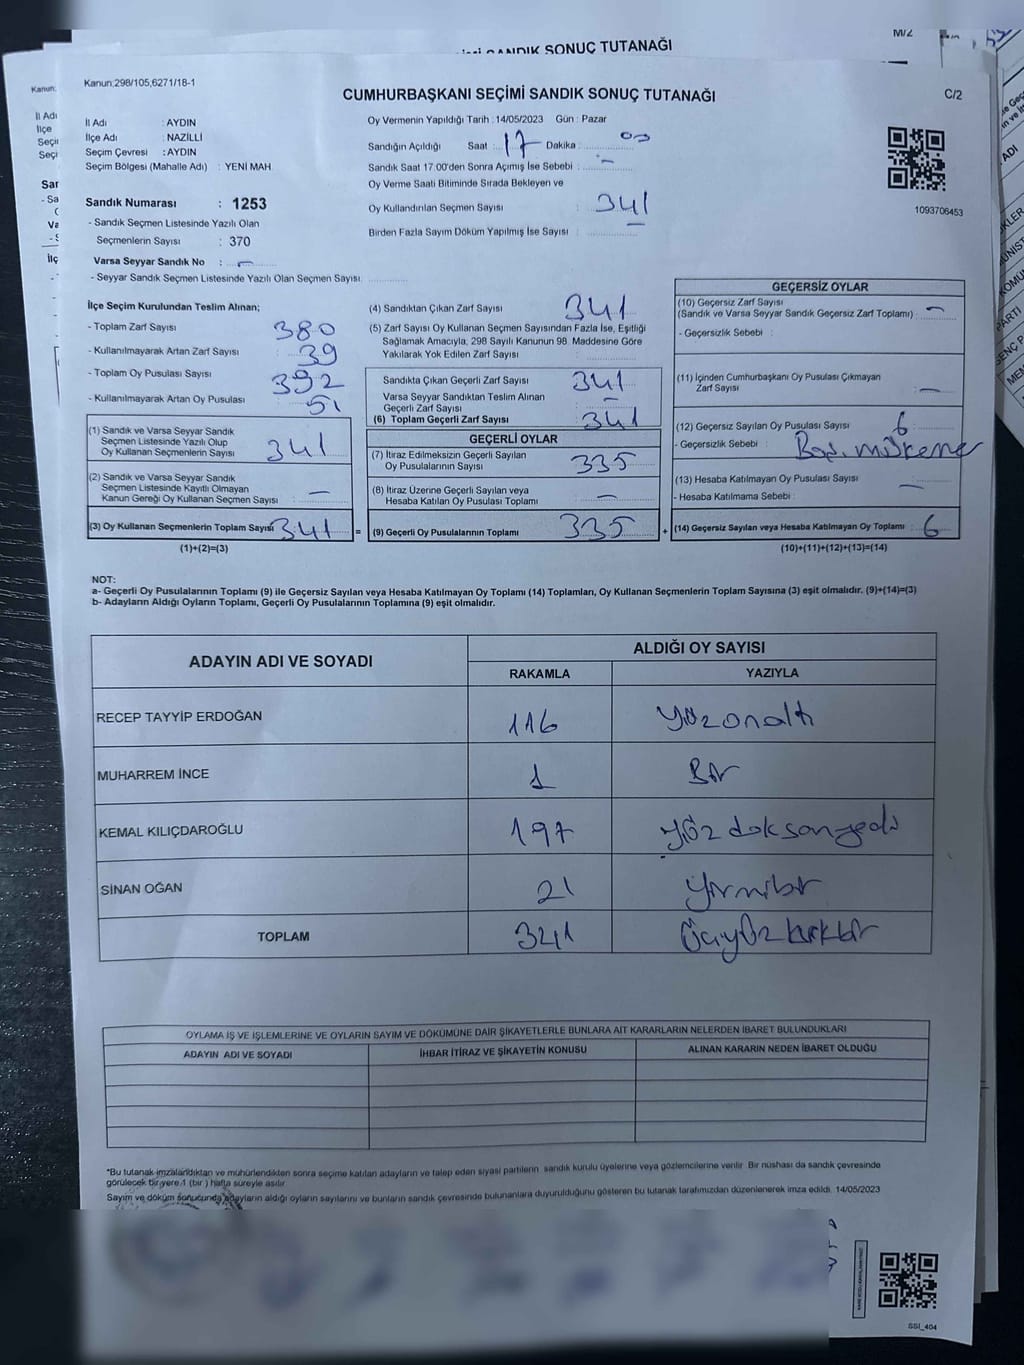 M/Z
SANDIK SONUÇ TUTANAĞI
Kanun:298/105,6271/18-1
CUMHURBAŞKANI SEÇİMİ SANDIK SONUÇ TUTANAĞI
C/2
İl Adı : AYDIN
İlçe Adı : NAZİLLİ
Seçim Çevresi : AYDIN
Seçim Bölgesi (Mahalle Adı) : YENİ MAH
Oy Vermenin Yapıldığı Tarih : 14/05/2023 Gün : Pazar
Sandığın Açıldığı Saat : 17 Dakika : 00
Sandık Saat 17:00'den Sonra Açımış İse Sebebi : -
Oy Verme Saati Bitiminde Sırada Bekleyen ve
Oy Kullandırılan Seçmen Sayısı : 341
Birden Fazla Sayım Döküm Yapılmış İse Sayısı :
1093706453
Sandık Numarası : 1253
- Sandık Seçmen Listesinde Yazılı Olan
Seçmenlerin Sayısı : 370
Varsa Seyyar Sandık No : -
- Seyyar Sandık Seçmen Listesinde Yazılı Olan Seçmen Sayısı:
İlçe Seçim Kurulundan Teslim Alınan;
- Toplam Zarf Sayısı : 380
- Kullanılmayarak Artan Zarf Sayısı : 39
- Toplam Oy Pusulası Sayısı : 392
- Kullanılmayarak Artan Oy Pusulası : 51
(1) Sandık ve Varsa Seyyar Sandık
Seçmen Listesinde Yazılı Olup
Oy Kullanan Seçmenlerin Sayısı : 341
(2) Sandık ve Varsa Seyyar Sandık
Seçmen Listesinde Kayıtlı Olmayan
Kanun Gereği Oy Kullanan Seçmen Sayısı : -
(3) Oy Kullanan Seçmenlerin Toplam Sayısı : 341 =
(1)+(2)=(3)
(4) Sandıktan Çıkan Zarf Sayısı : 341
(5) Zarf Sayısı Oy Kullanan Seçmen Sayısından Fazla İse, Eşitliği
Sağlamak Amacıyla; 298 Sayılı Kanunun 98. Maddesine Göre
Yakılarak Yok Edilen Zarf Sayısı :
Sandıkta Çıkan Geçerli Zarf Sayısı : 341
Varsa Seyyar Sandıktan Teslim Alınan
Geçerli Zarf Sayısı : -
(6) Toplam Geçerli Zarf Sayısı : 341
GEÇERLİ OYLAR
(7) İtiraz Edilmeksizin Geçerli Sayılan
Oy Pusulalarının Sayısı : 335
(8) İtiraz Üzerine Geçerli Sayılan veya
Hesaba Katılan Oy Pusulası Toplamı : -
(9) Geçerli Oy Pusulalarının Toplamı : 335 +
GEÇERSİZ OYLAR
(10) Geçersiz Zarf Sayısı
(Sandık ve Varsa Seyyar Sandık Geçersiz Zarf Toplamı) : -
- Geçersizlik Sebebi :
(11) İçinden Cumhurbaşkanı Oy Pusulası Çıkmayan
Zarf Sayısı : -
(12) Geçersiz Sayılan Oy Pusulası Sayısı : 6
- Geçersizlik Sebebi :
(13) Hesaba Katılmayan Oy Pusulası Sayısı : -
- Hesaba Katılmama Sebebi :
(14) Geçersiz Sayılan veya Hesaba Katılmayan Oy Toplamı : 6
(10)+(11)+(12)+(13)=(14)
NOT:
a- Geçerli Oy Pusulalarının Toplamı (9) ile Geçersiz Sayılan veya Hesaba Katılmayan Oy Toplamı (14) Toplamları, Oy Kullanan Seçmenlerin Toplam Sayısına (3) eşit olmalıdır. (9)+(14)=(3)
b- Adayların Aldığı Oyların Toplamı, Geçerli Oy Pusulalarının Toplamına (9) eşit olmalıdır.
ADAYIN ADI VE SOYADI ALDIĞI OY SAYISI
RAKAMLA YAZIYLA
RECEP TAYYİP ERDOĞAN 116 Yüzonaltı
MUHARREM İNCE 1 Bir
KEMAL KILIÇDAROĞLU 197 yüz doksanyedi
SİNAN OĞAN 21 Yirmibir
TOPLAM 341 Üçyüzkırkbir
OYLAMA İŞ VE İŞLEMLERİNE VE OYLARIN SAYIM VE DÖKÜMÜNE DAİR ŞİKAYETLERLE BUNLARA AİT KARARLARIN NELERDEN İBARET BULUNDUKLARI
ADAYIN ADI VE SOYADI İHBAR İTİRAZ VE ŞİKAYETİN KONUSU ALINAN KARARIN NEDEN İBARET OLDUĞU
*Bu tutanak imzalandıktan ve mühürlendikten sonra seçime katılan adayların ve talep eden siyasi partilerin sandık kurulu üyelerine veya gözlemcilerine verilir. Bir nüshası da sandık çevresinde
görülecek bir yere 1 (bir) hafta süreyle asılır.
Sayım ve döküm sonucunda adayların aldığı oyların sayılarını ve bunların sandık çevresinde bulunanlara duyurulduğunu gösteren bu tutanak tarafımızdan düzenlenerek imza edildi. 14/05/2023
SSI_404